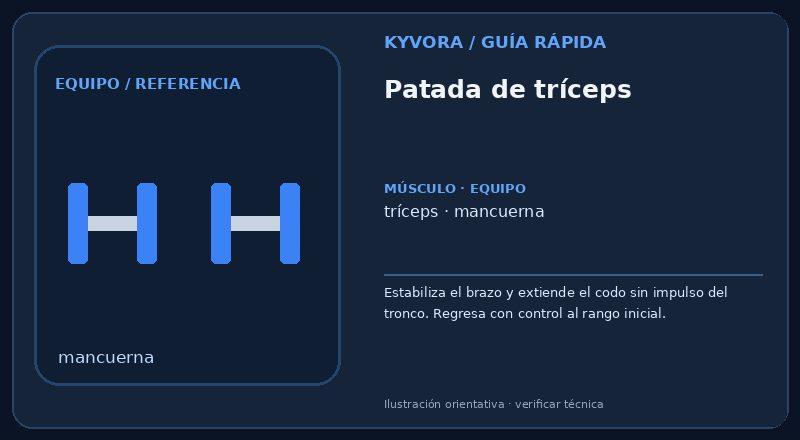 EQUIPO / REFERENCIA
mancuerna
KYVORA / GUÍA RÁPIDA
Patada de tríceps
MÚSCULO · EQUIPO
tríceps · mancuerna
Estabiliza el brazo y extiende el codo sin impulso del
tronco. Regresa con control al rango inicial.
Ilustración orientativa · verificar técnica